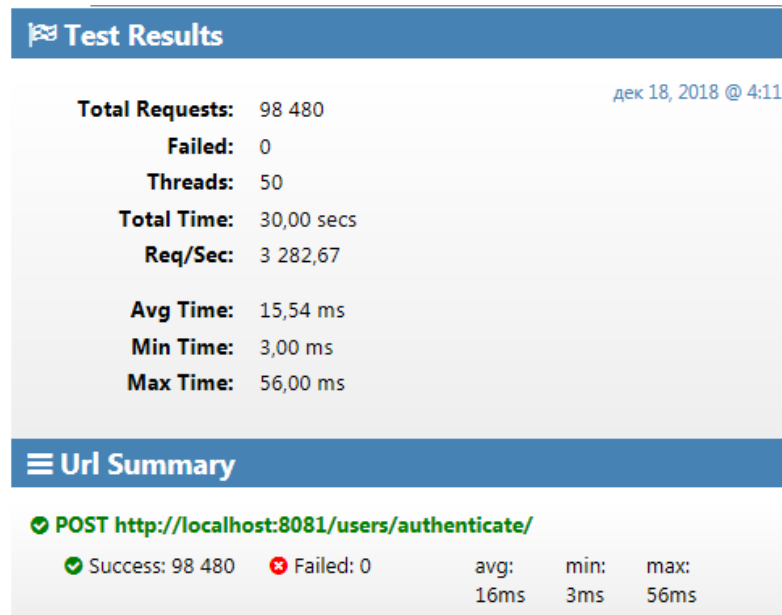 Test Results
дек 18, 2018 @ 4:11
Total Requests: 98 480
Failed: 0
Threads: 50
Total Time: 30,00 secs
Req/Sec: 3 282,67
Avg Time: 15,54 ms
Min Time: 3,00 ms
Max Time: 56,00 ms
Url Summary
POST http://localhost:8081/users/authenticate/
Success: 98 480 Failed: 0 avg: min: max:
16ms 3ms 56ms